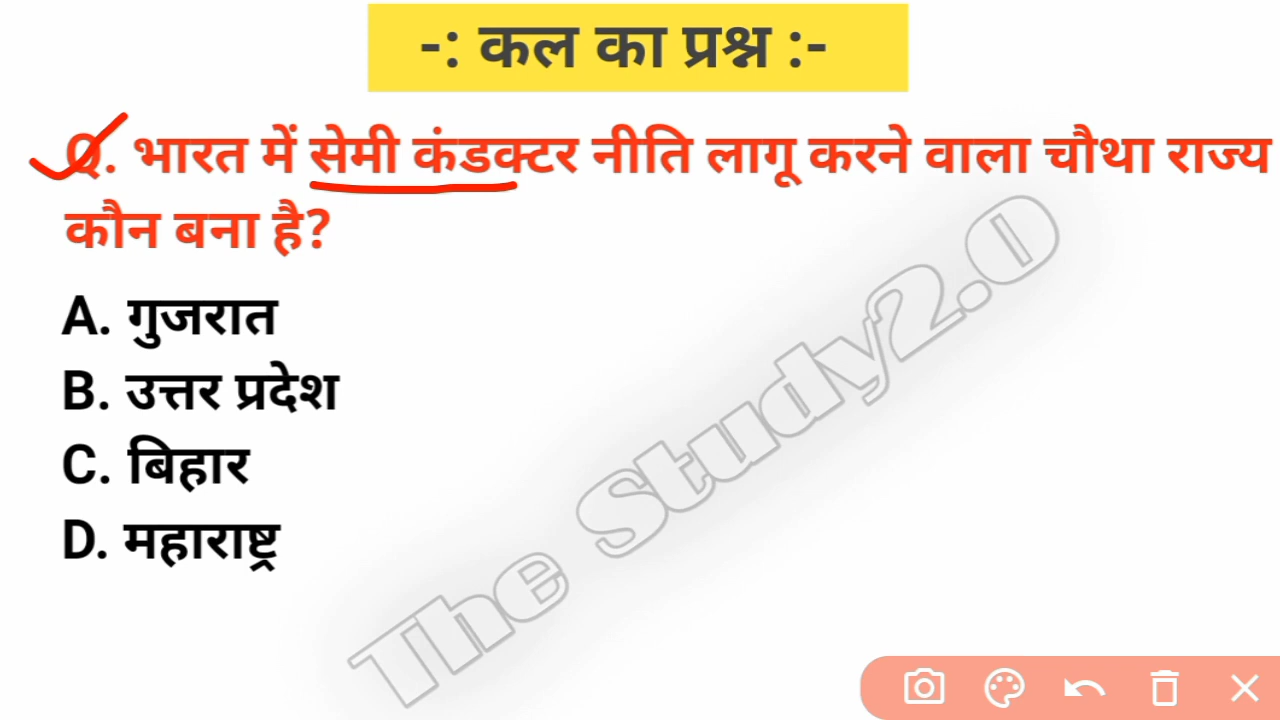 -: कल का प्रश्न :-
Q. भारत में सेमी कंडक्टर नीति लागू करने वाला चौथा राज्य
कौन बना है?
A. गुजरात
B. उत्तर प्रदेश
C. बिहार
D. महाराष्ट्र
The Study2.0